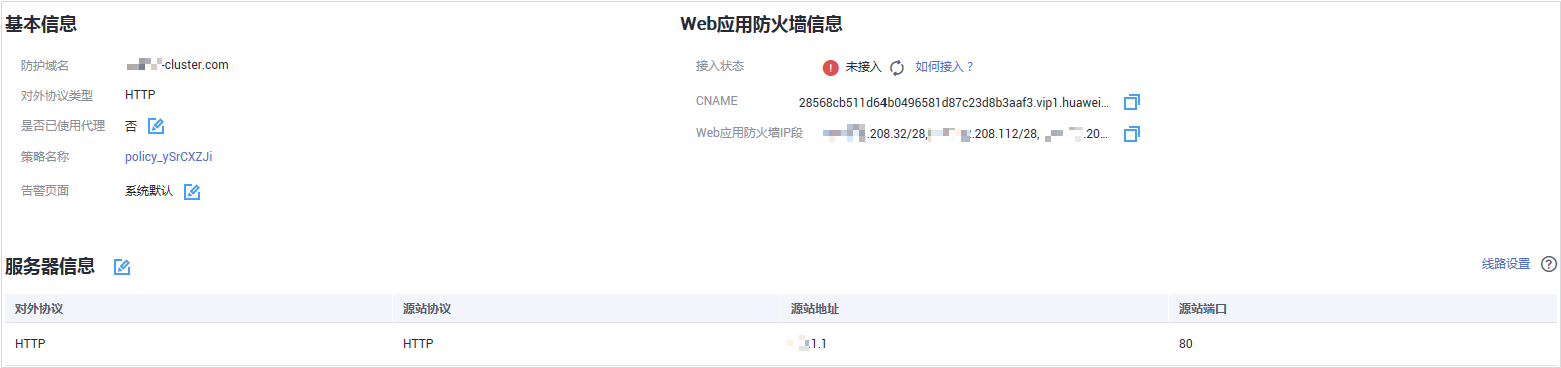 基本信息
防护域名 -cluster.com
对外协议类型 HTTP
是否已使用代理 否
策略名称 policy_ySrCXZJi
告警页面 系统默认
Web应用防火墙信息
接入状态 未接入 如何接入？
CNAME 28568cb511d64b0496581d87c23d8b3aaf3.vip1.huawei...
Web应用防火墙IP段 .208.32/28, .208.112/28, .20...
服务器信息 线路设置
对外协议 源站协议 源站地址 源站端口
HTTP HTTP .1.1 80